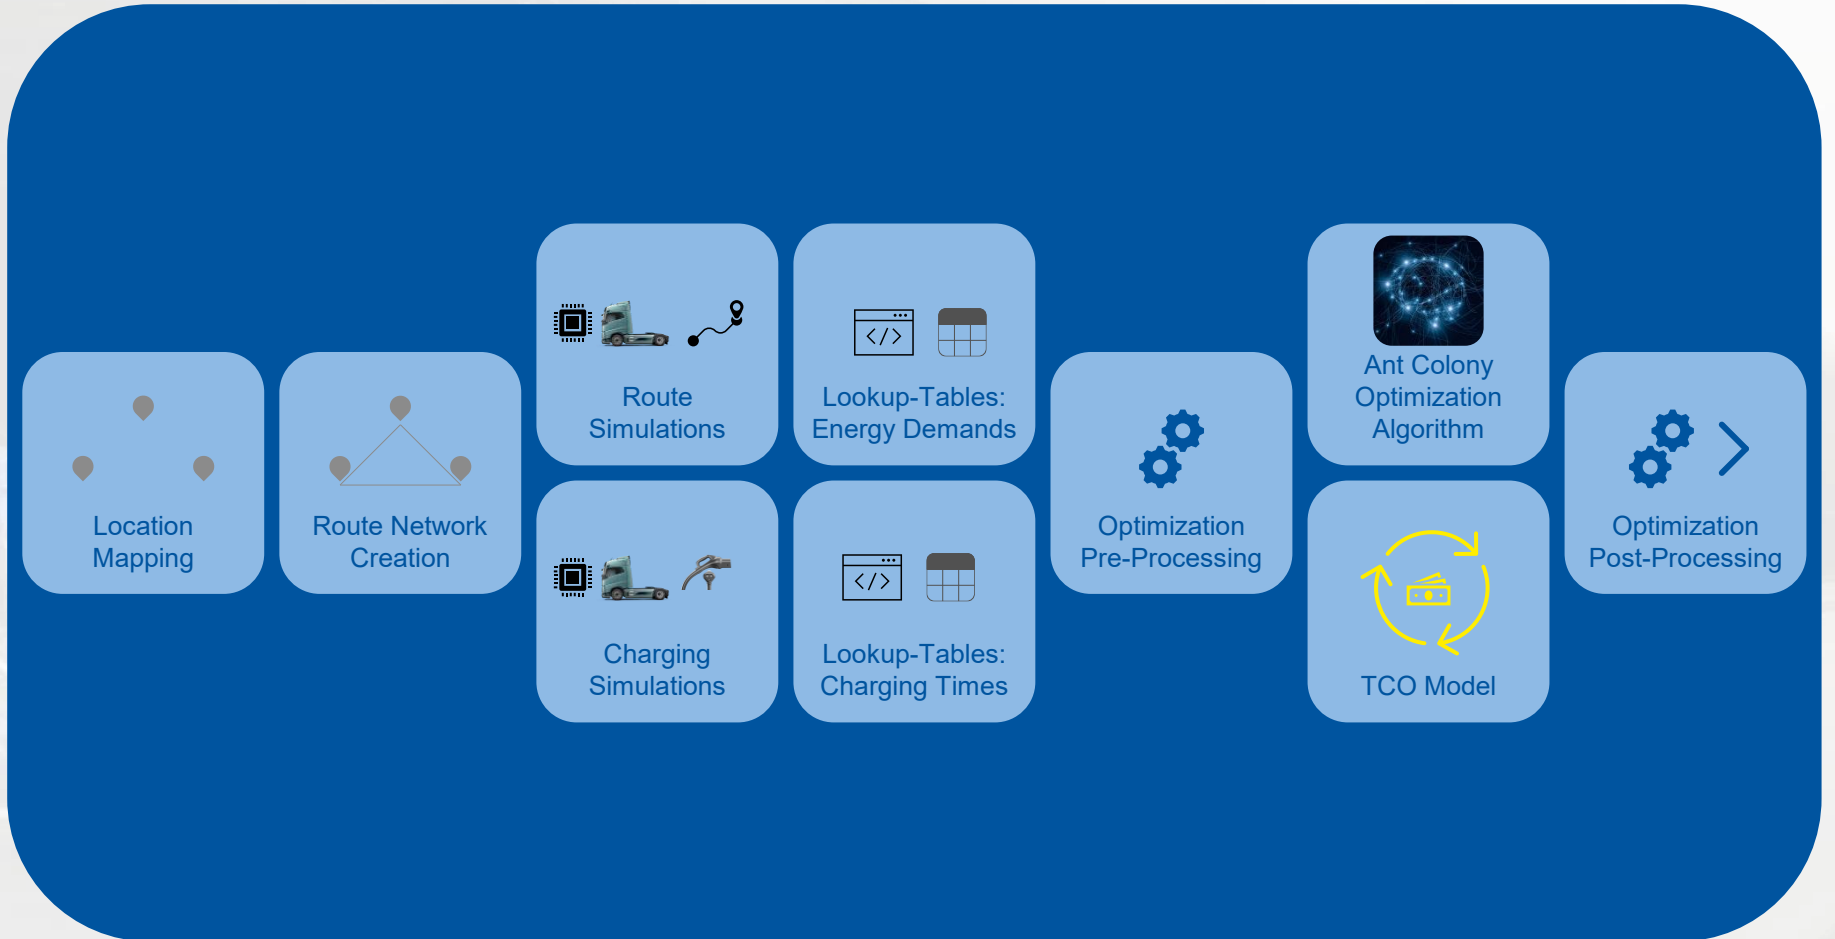 Location
Mapping
Route Network
Creation
Route
Simulations
Charging
Simulations
Lookup-Tables:
Energy Demands
Lookup-Tables:
Charging Times
Optimization
Pre-Processing
Ant Colony
Optimization
Algorithm
TCO Model
Optimization
Post-Processing